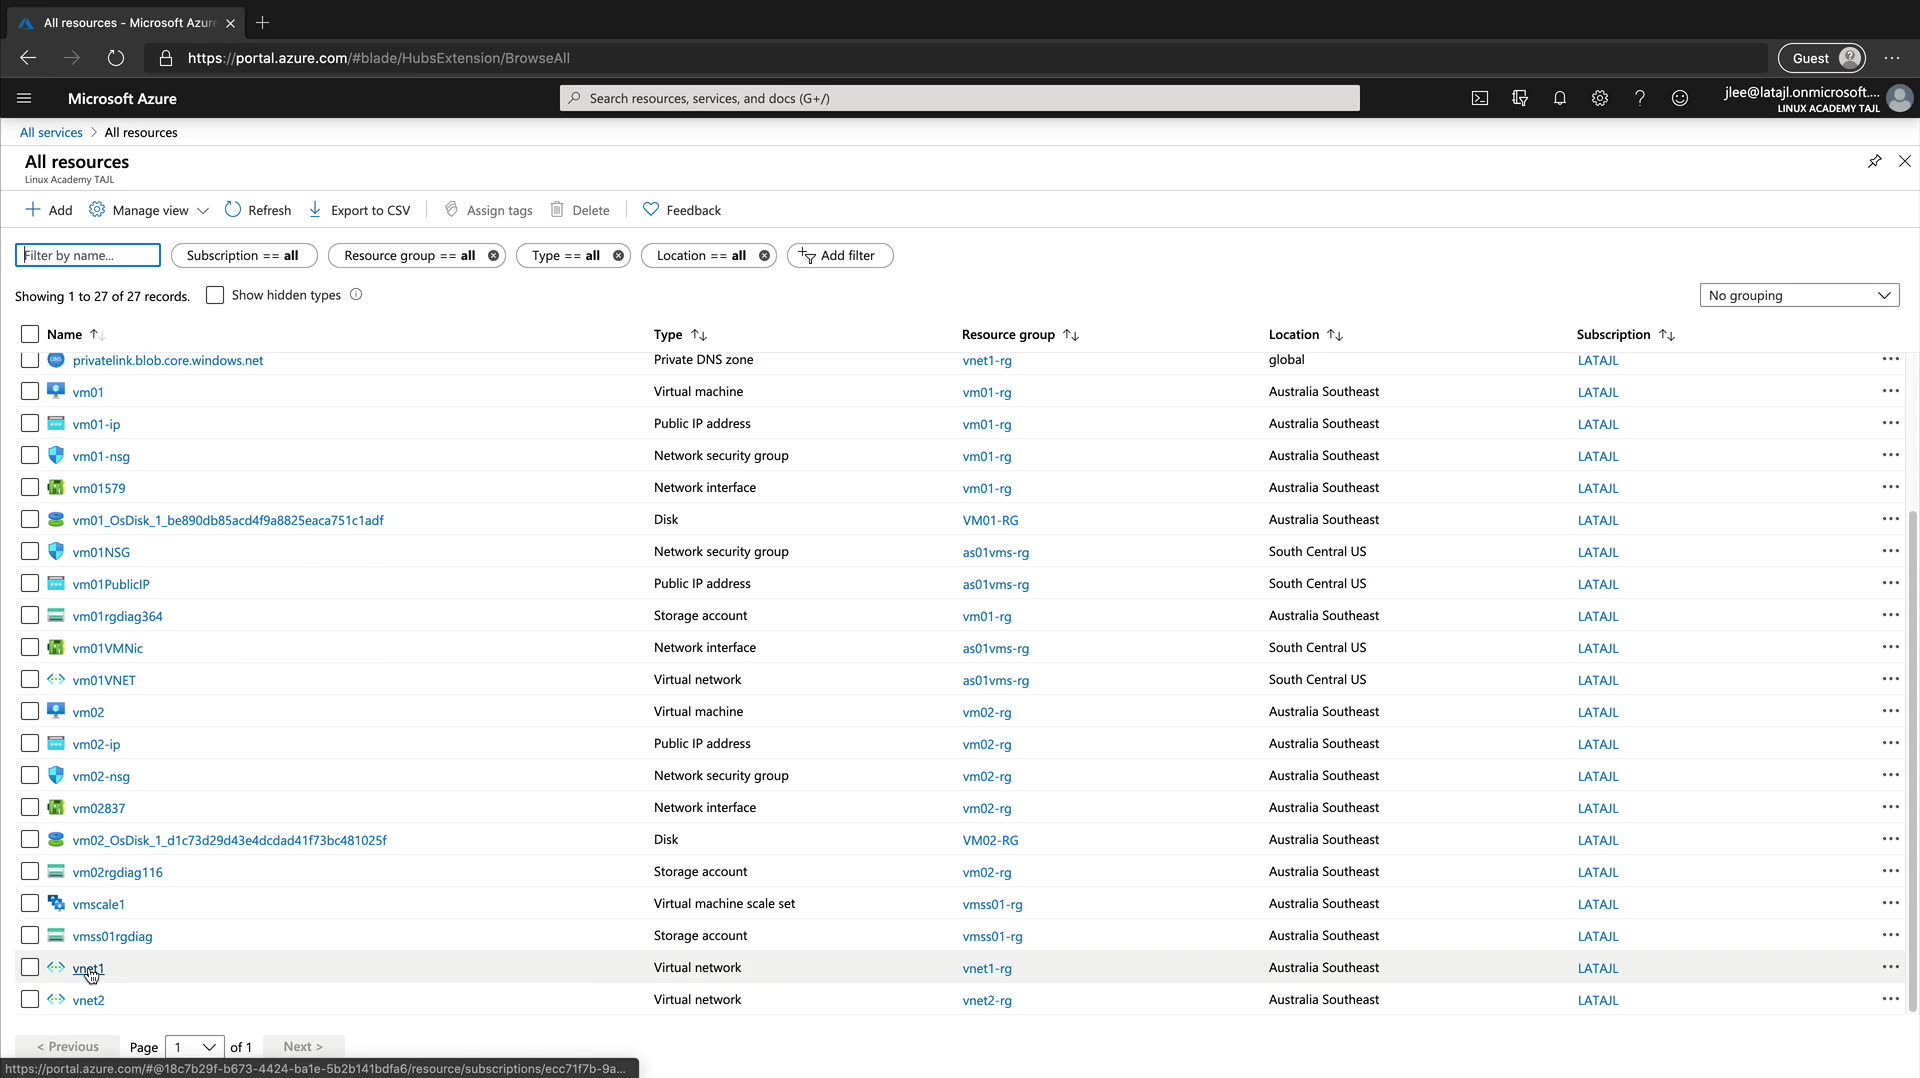 All resources - Microsoft Azur
https://portal.azure.com/#blade/HubsExtension/BrowseAll
Guest
Microsoft Azure
Search resources, services, and docs (G+/)
jlee@latajl.onmicrosoft....
LINUX ACADEMY TAJL
All services > All resources
All resources
Linux Academy TAJL
+ Add Manage view Refresh Export to CSV Assign tags Delete Feedback
Filter by name... Subscription == all Resource group == all Type == all Location == all Add filter
Showing 1 to 27 of 27 records. Show hidden types No grouping
Name Type Resource group Location Subscription
privatelink.blob.core.windows.net Private DNS zone vnet1-rg global LATAJL ...
vm01 Virtual machine vm01-rg Australia Southeast LATAJL ...
vm01-ip Public IP address vm01-rg Australia Southeast LATAJL ...
vm01-nsg Network security group vm01-rg Australia Southeast LATAJL ...
vm01579 Network interface vm01-rg Australia Southeast LATAJL ...
vm01_OsDisk_1_be890db85acd4f9a8825eaca751c1adf Disk VM01-RG Australia Southeast LATAJL ...
vm01NSG Network security group as01vms-rg South Central US LATAJL ...
vm01PublicIP Public IP address as01vms-rg South Central US LATAJL ...
vm01rgdiag364 Storage account vm01-rg Australia Southeast LATAJL ...
vm01VMNic Network interface as01vms-rg South Central US LATAJL ...
vm01VNET Virtual network as01vms-rg South Central US LATAJL ...
vm02 Virtual machine vm02-rg Australia Southeast LATAJL ...
vm02-ip Public IP address vm02-rg Australia Southeast LATAJL ...
vm02-nsg Network security group vm02-rg Australia Southeast LATAJL ...
vm02837 Network interface vm02-rg Australia Southeast LATAJL ...
vm02_OsDisk_1_d1c73d29d43e4dcdad41f73bc481025f Disk VM02-RG Australia Southeast LATAJL ...
vm02rgdiag116 Storage account vm02-rg Australia Southeast LATAJL ...
vmscale1 Virtual machine scale set vmss01-rg Australia Southeast LATAJL ...
vmss01rgdiag Storage account vmss01-rg Australia Southeast LATAJL ...
vnet1 Virtual network vnet1-rg Australia Southeast LATAJL ...
vnet2 Virtual network vnet2-rg Australia Southeast LATAJL ...
< Previous Page 1 of 1 Next >
https://portal.azure.com/#@18c7b29f-b673-4424-ba1e-5b2b141bdfa6/resource/subscriptions/ecc71f7b-9a...